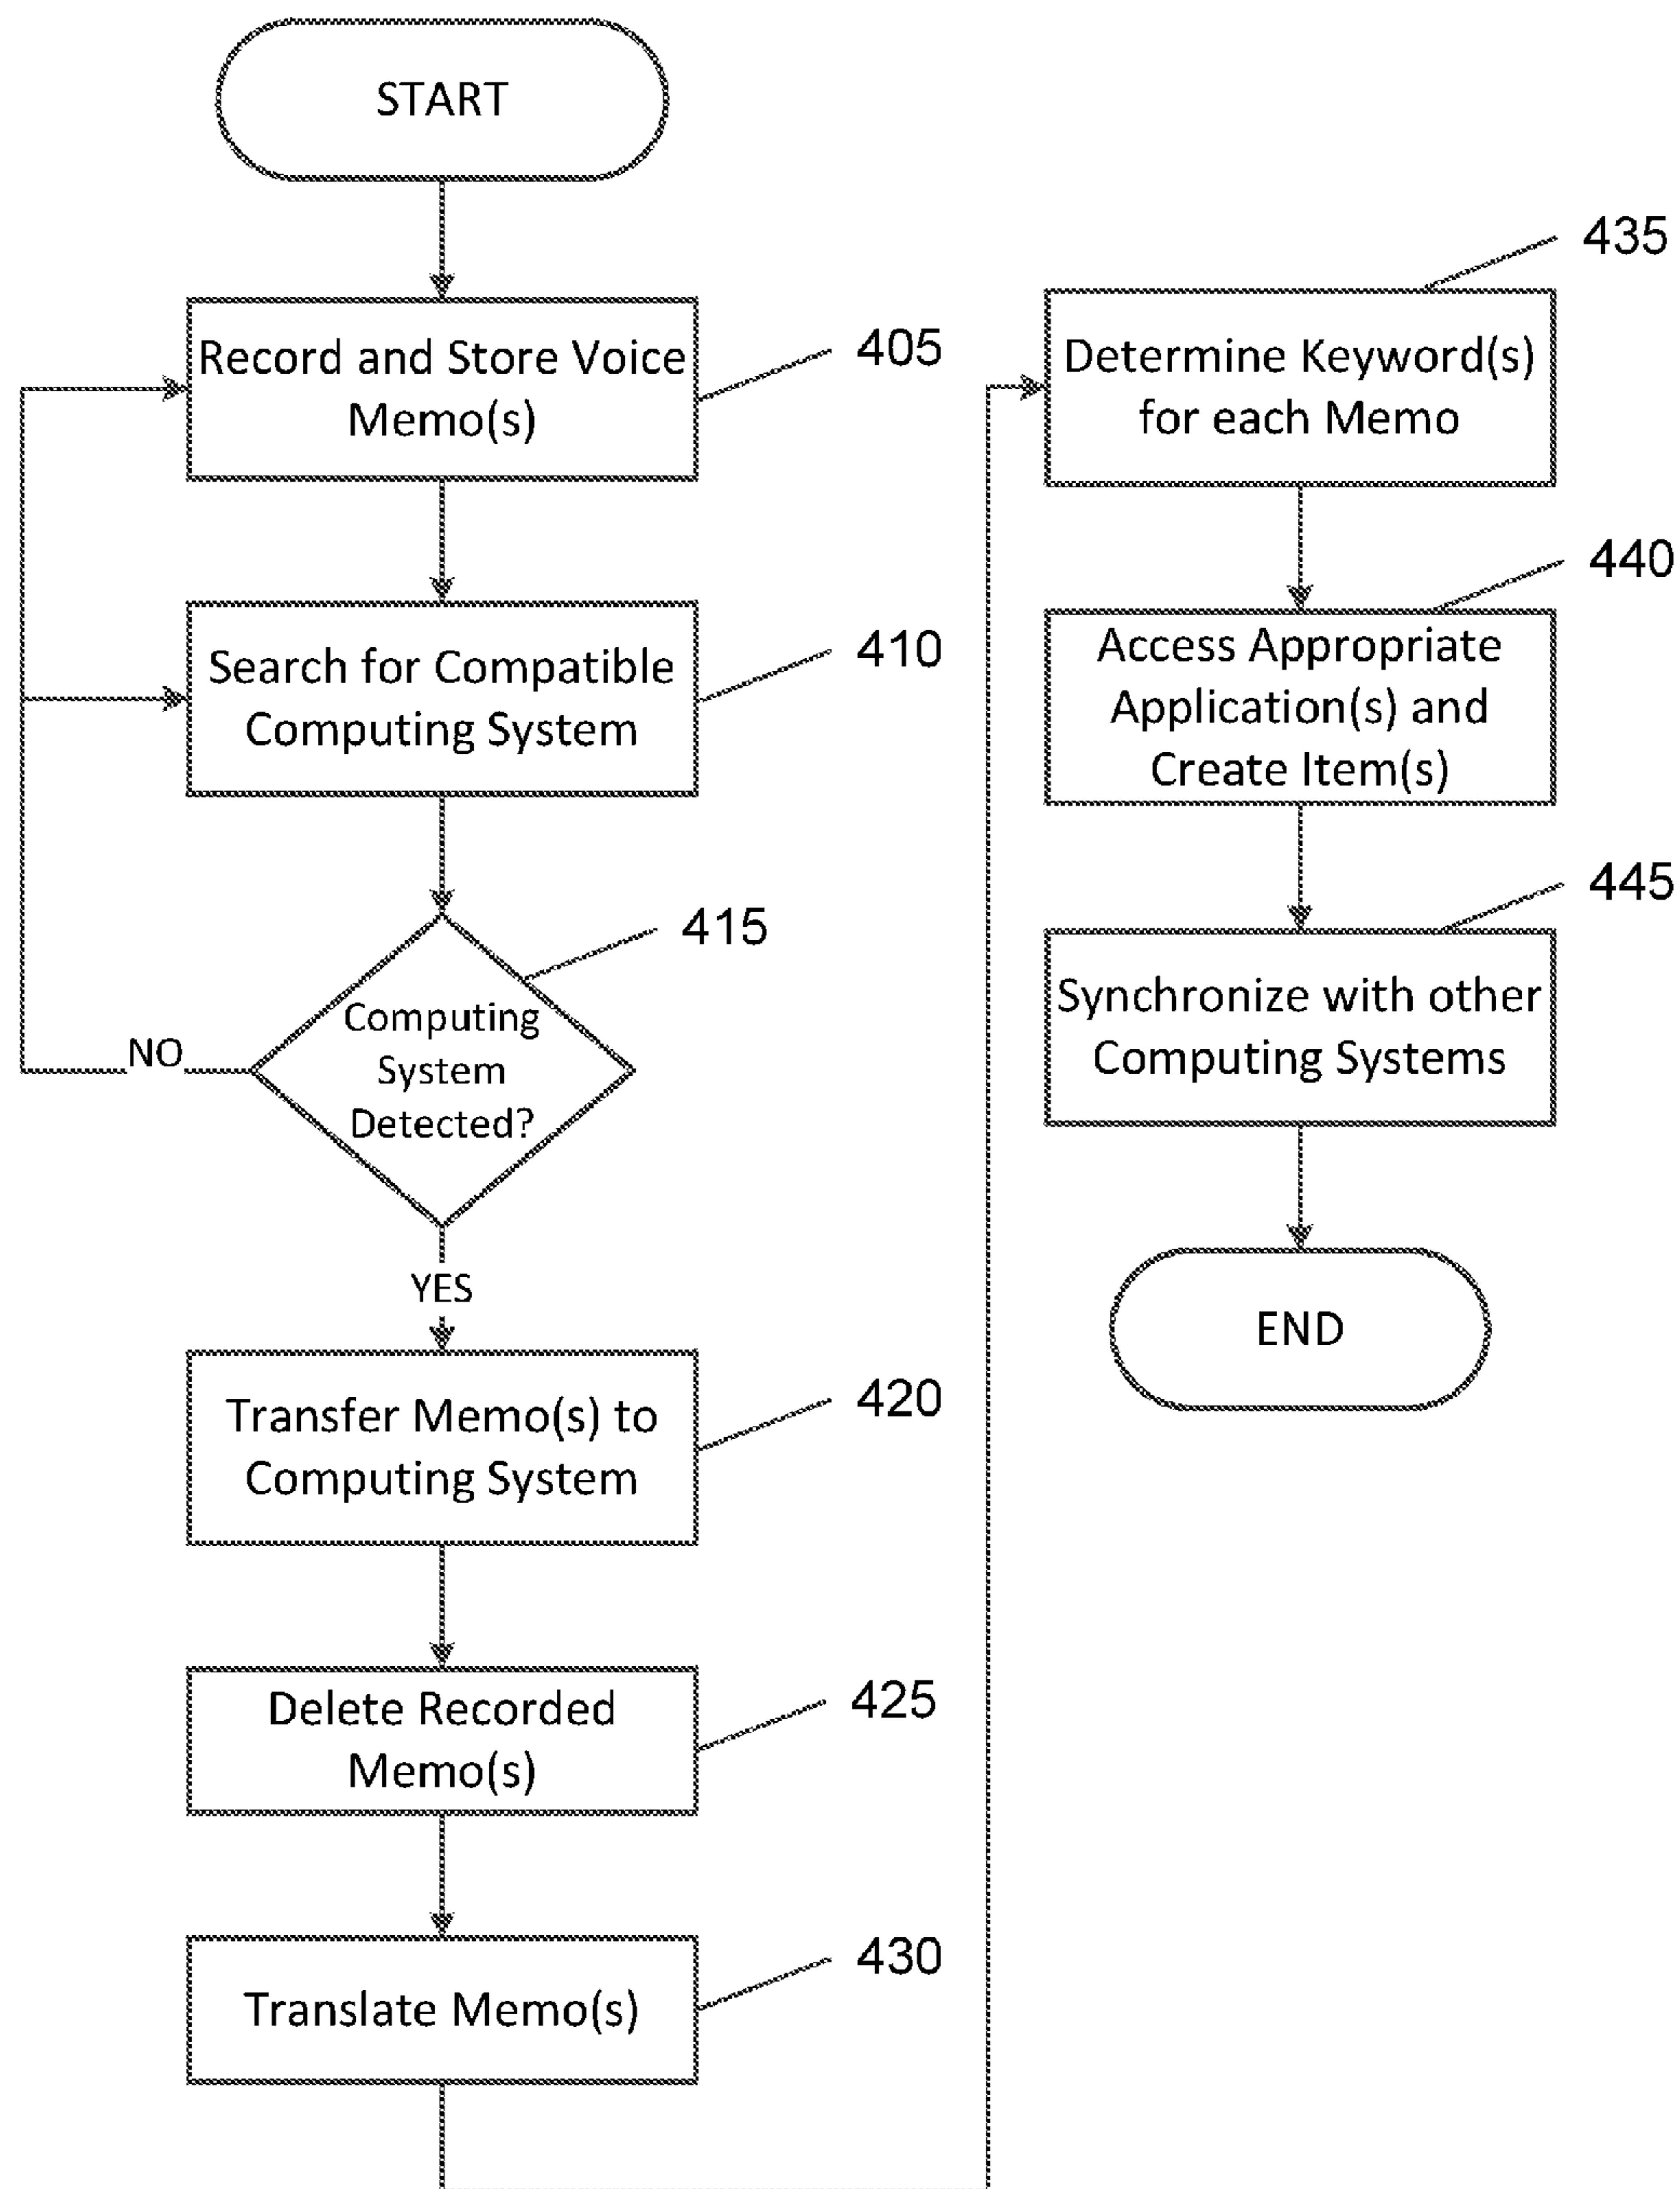 START
Record and Store Voice
Memo(s)
405
Search for Compatible
Computing System
410
Computing
System
Detected?
415
NO
YES
Transfer Memo(s) to
Computing System
420
Delete Recorded
Memo(s)
425
Translate Memo(s)
430
435
Determine Keyword(s)
for each Memo
440
Access Appropriate
Application(s) and
Create Item(s)
445
Synchronize with other
Computing Systems
END